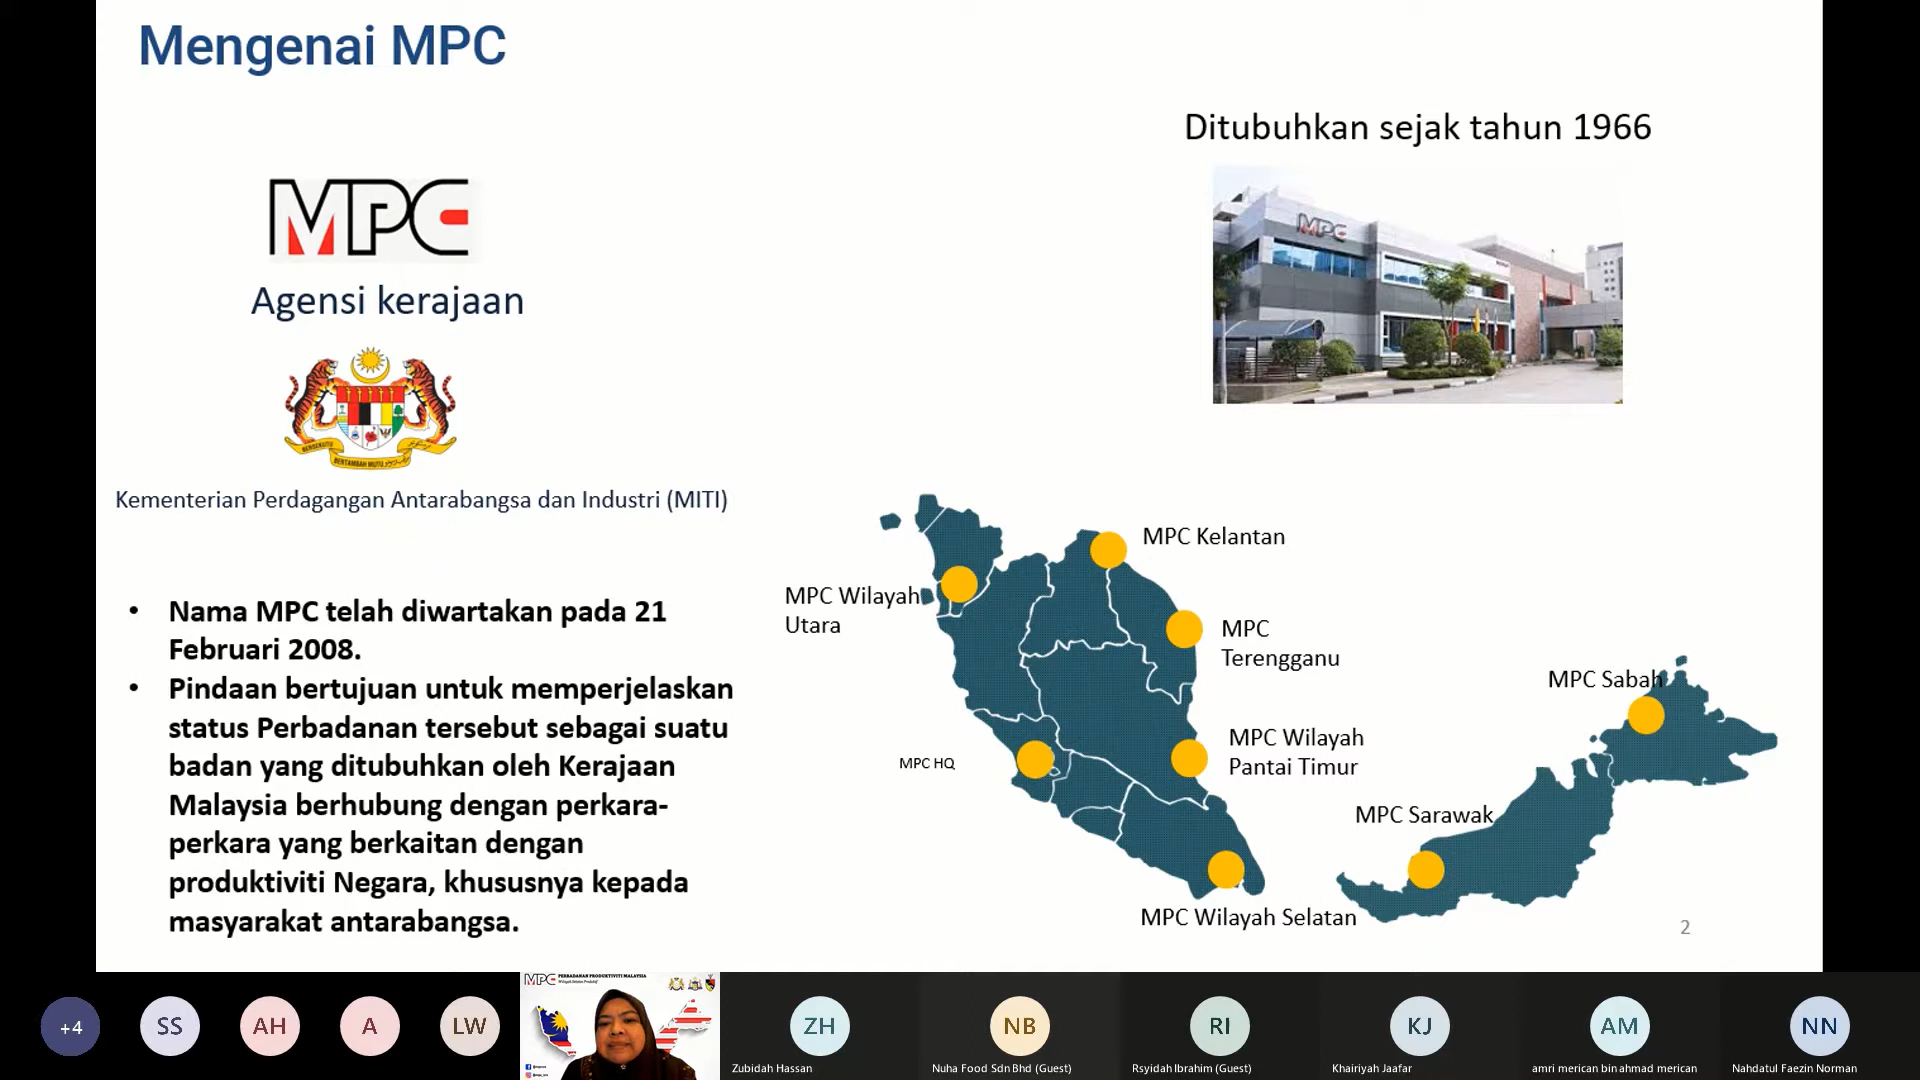 Mengenai MPC
Ditubuhkan sejak tahun 1966
MPC
MPC
Agensi kerajaan
BERSEKUTU
BERTAMBAH MUTU
Kementerian Perdagangan Antarabangsa dan Industri (MITI)
• Nama MPC telah diwartakan pada 21
Februari 2008.
• Pindaan bertujuan untuk memperjelaskan
status Perbadanan tersebut sebagai suatu
badan yang ditubuhkan oleh Kerajaan
Malaysia berhubung dengan perkara-
perkara yang berkaitan dengan
produktiviti Negara, khususnya kepada
masyarakat antarabangsa.
MPC Kelantan
MPC Wilayah
Utara
MPC
Terengganu
MPC Sabah
MPC Wilayah
Pantai Timur
MPC HQ
MPC Sarawak
MPC Wilayah Selatan
2
+4
SS
AH
A
LW
MPC PERBADANAN PRODUKTIVITI MALAYSIA
ZH
Zubidah Hassan
NB
Nuha Food Sdn Bhd (Guest)
RI
Rsyidah Ibrahim (Guest)
KJ
Khairiyah Jaafar
AM
amri merican bin ahmad merican
NN
Nahdatul Faezin Norman